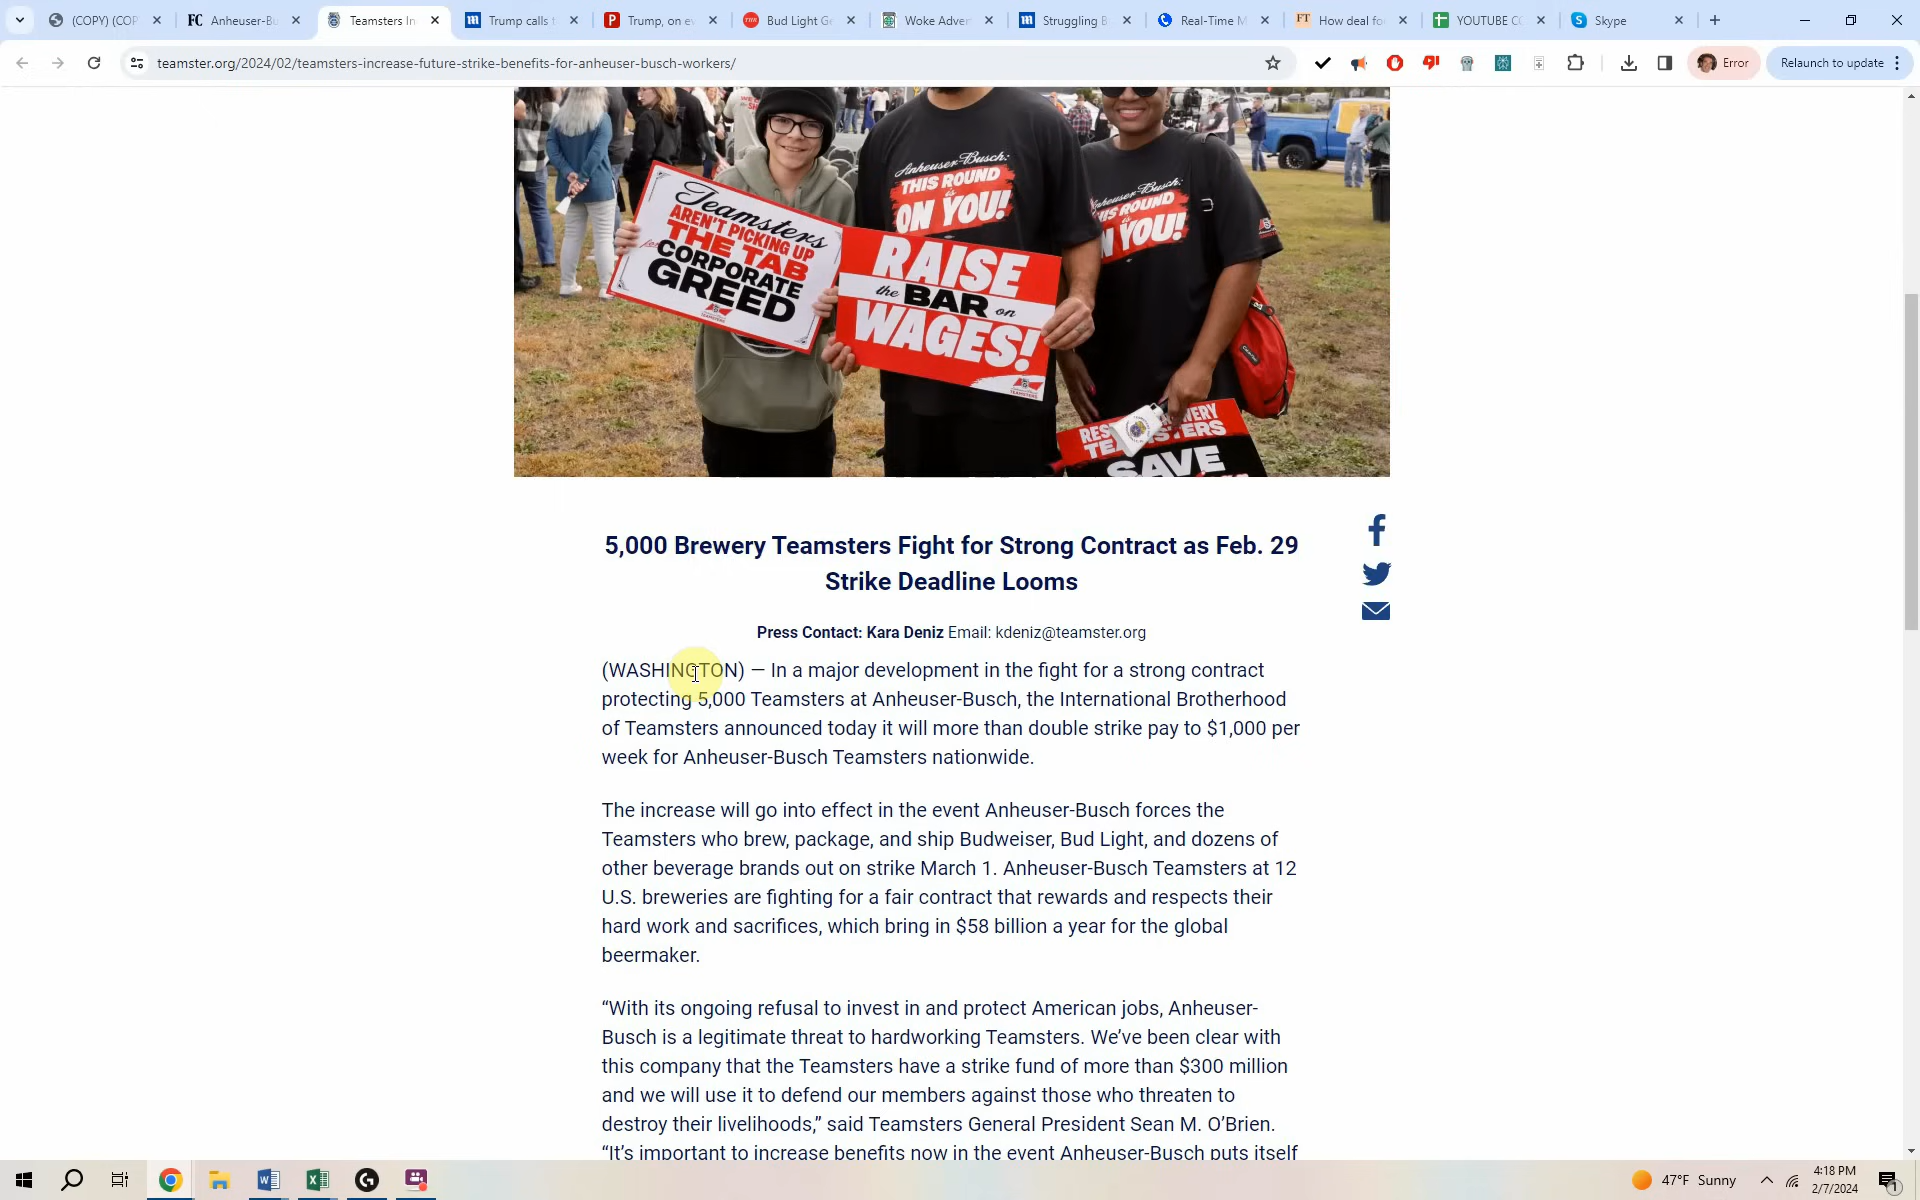 (COPY) (COP
Anheuser-Bu
Teamsters In
Trump calls t
Trump, on ev
Bud Light Ge
Woke Adver
Struggling B
Real-Time M
How deal fo
YOUTUBE CO
Skype
teamster.org/2024/02/teamsters-increase-future-strike-benefits-for-anheuser-busch-workers/
Error
Relaunch to update
Teamsters
AREN'T PICKING UP
THE TAB
for
CORPORATE
GREED
Anheuser-Busch:
THIS ROUND
is
ON YOU!
RAISE
the BAR on
WAGES!
Anheuser-Busch:
THIS ROUND
is
ON YOU!
SAVE
5,000 Brewery Teamsters Fight for Strong Contract as Feb. 29
Strike Deadline Looms
Press Contact: Kara Deniz Email: kdeniz@teamster.org
(WASHINGTON) — In a major development in the fight for a strong contract
protecting 5,000 Teamsters at Anheuser-Busch, the International Brotherhood
of Teamsters announced today it will more than double strike pay to $1,000 per
week for Anheuser-Busch Teamsters nationwide.
The increase will go into effect in the event Anheuser-Busch forces the
Teamsters who brew, package, and ship Budweiser, Bud Light, and dozens of
other beverage brands out on strike March 1. Anheuser-Busch Teamsters at 12
U.S. breweries are fighting for a fair contract that rewards and respects their
hard work and sacrifices, which bring in $58 billion a year for the global
beermaker.
“With its ongoing refusal to invest in and protect American jobs, Anheuser-
Busch is a legitimate threat to hardworking Teamsters. We’ve been clear with
this company that the Teamsters have a strike fund of more than $300 million
and we will use it to defend our members against those who threaten to
destroy their livelihoods,” said Teamsters General President Sean M. O’Brien.
“It’s important to increase benefits now in the event Anheuser-Busch puts itself
47°F Sunny
4:18 PM
2/7/2024